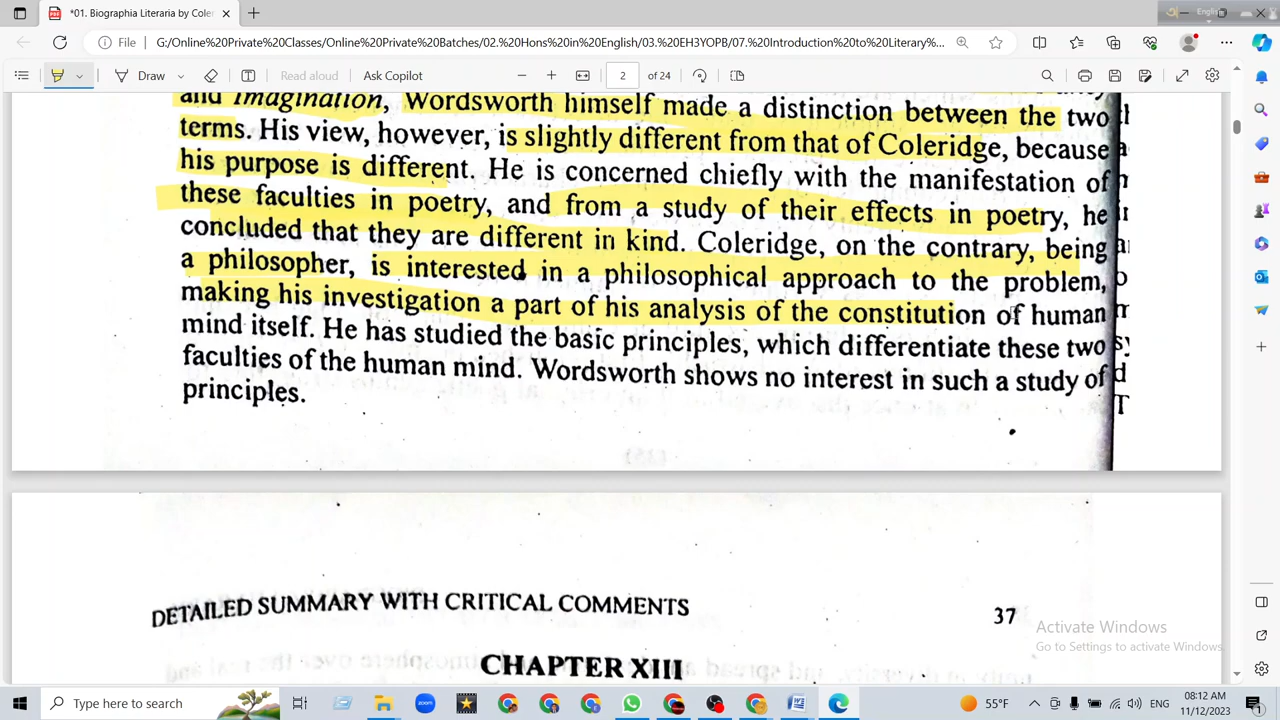 *01. Biographia Literaria by Coler
English
File
G:/Online%20Private%20Classes/Online%20Private%20Batches/02.%20Hons%20in%20English/03.%20EH3YOPB/07.%20Introduction%20to%20Literary%...
Draw
Read aloud
Ask Copilot
2
of 24
and Imagination, Wordsworth himself made a distinction between the two
terms. His view, however, is slightly different from that of Coleridge, because
his purpose is different. He is concerned chiefly with the manifestation of
these faculties in poetry, and from a study of their effects in poetry, he
concluded that they are different in kind. Coleridge, on the contrary, being
a philosopher, is interested in a philosophical approach to the problem,
making his investigation a part of his analysis of the constitution of human
mind itself. He has studied the basic principles, which differentiate these two
faculties of the human mind. Wordsworth shows no interest in such a study of
principles.
DETAILED SUMMARY WITH CRITICAL COMMENTS
37
CHAPTER XIII
Activate Windows
Go to Settings to activate Windows.
Type here to search
zoom
55°F
ENG
08:12 AM
11/12/2023